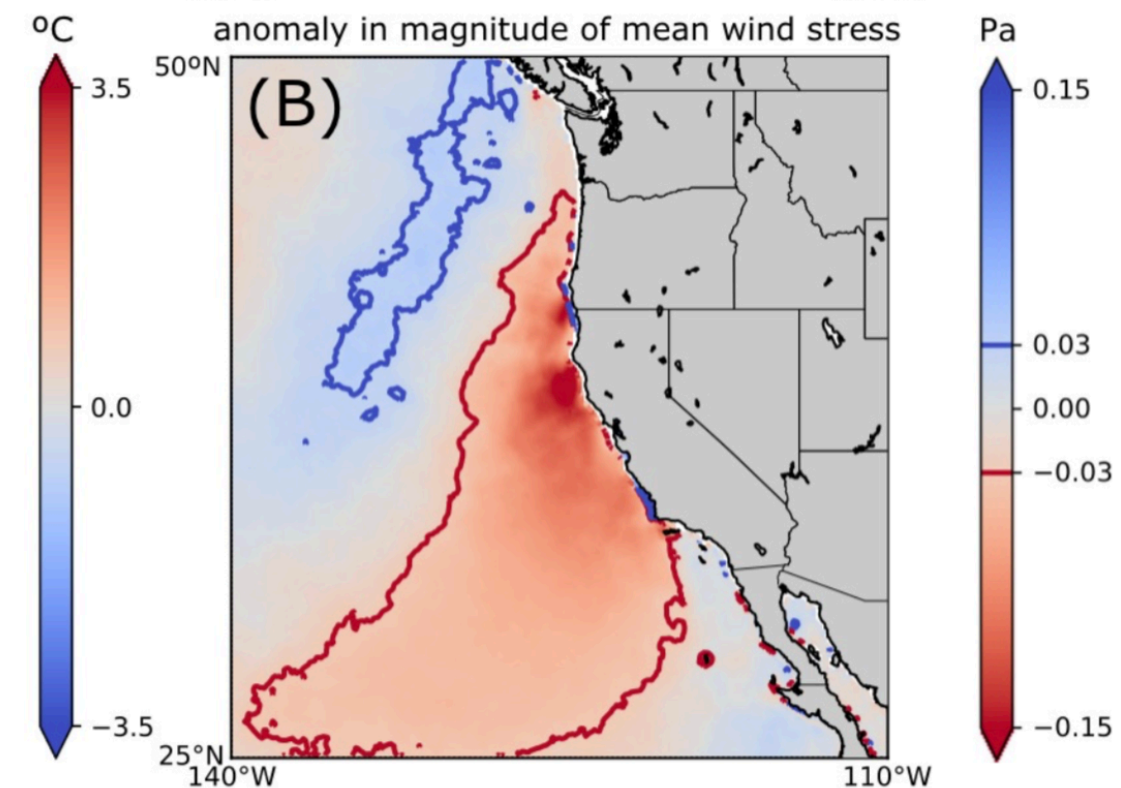 ºC
anomaly in magnitude of mean wind stress
Pa
50°N
(B)
3.5
0.15
0.03
0.0
0.00
−0.03
−3.5
−0.15
25°N
140°W
110°W